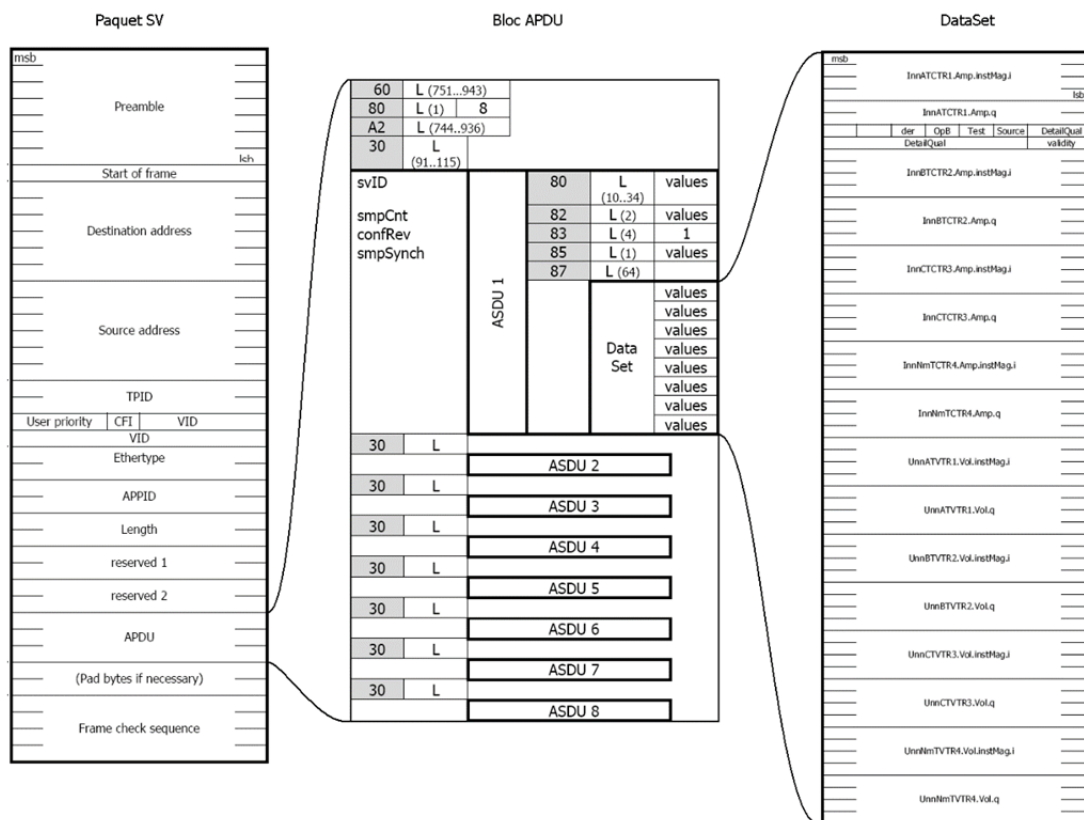 Paquet SV
msb
Preamble
lsb
Start of frame
Destination address
Source address
TPID
User priority CFI VID
VID
Ethertype
APPID
Length
reserved 1
reserved 2
APDU
(Pad bytes if necessary)
Frame check sequence
Bloc APDU
60 L (751...943)
80 L (1) 8
A2 L (744..936)
30 L
(91..115)
svID
smpCnt
confRev
smpSynch
ASDU 1
80 L values
(10..34)
82 L (2) values
83 L (4) 1
85 L (1) values
87 L (64)
Data
Set
values
values
values
values
values
values
values
values
30 L
ASDU 2
30 L
ASDU 3
30 L
ASDU 4
30 L
ASDU 5
30 L
ASDU 6
30 L
ASDU 7
30 L
ASDU 8
DataSet
msb
InnATCTR1.Amp.instMag.i
lsb
InnATCTR1.Amp.q
der OpB Test Source DetailQual
DetailQual validity
InnBTCTR2.Amp.instMag.i
InnBTCTR2.Amp.q
InnCTCTR3.Amp.instMag.i
InnCTCTR3.Amp.q
InnNmTCTR4.Amp.instMag.i
InnNmTCTR4.Amp.q
UnnATVTR1.Vol.instMag.i
UnnATVTR1.Vol.q
UnnBTVTR2.Vol.instMag.i
UnnBTVTR2.Vol.q
UnnCTVTR3.Vol.instMag.i
UnnCTVTR3.Vol.q
UnnNmTVTR4.Vol.instMag.i
UnnNmTVTR4.Vol.q